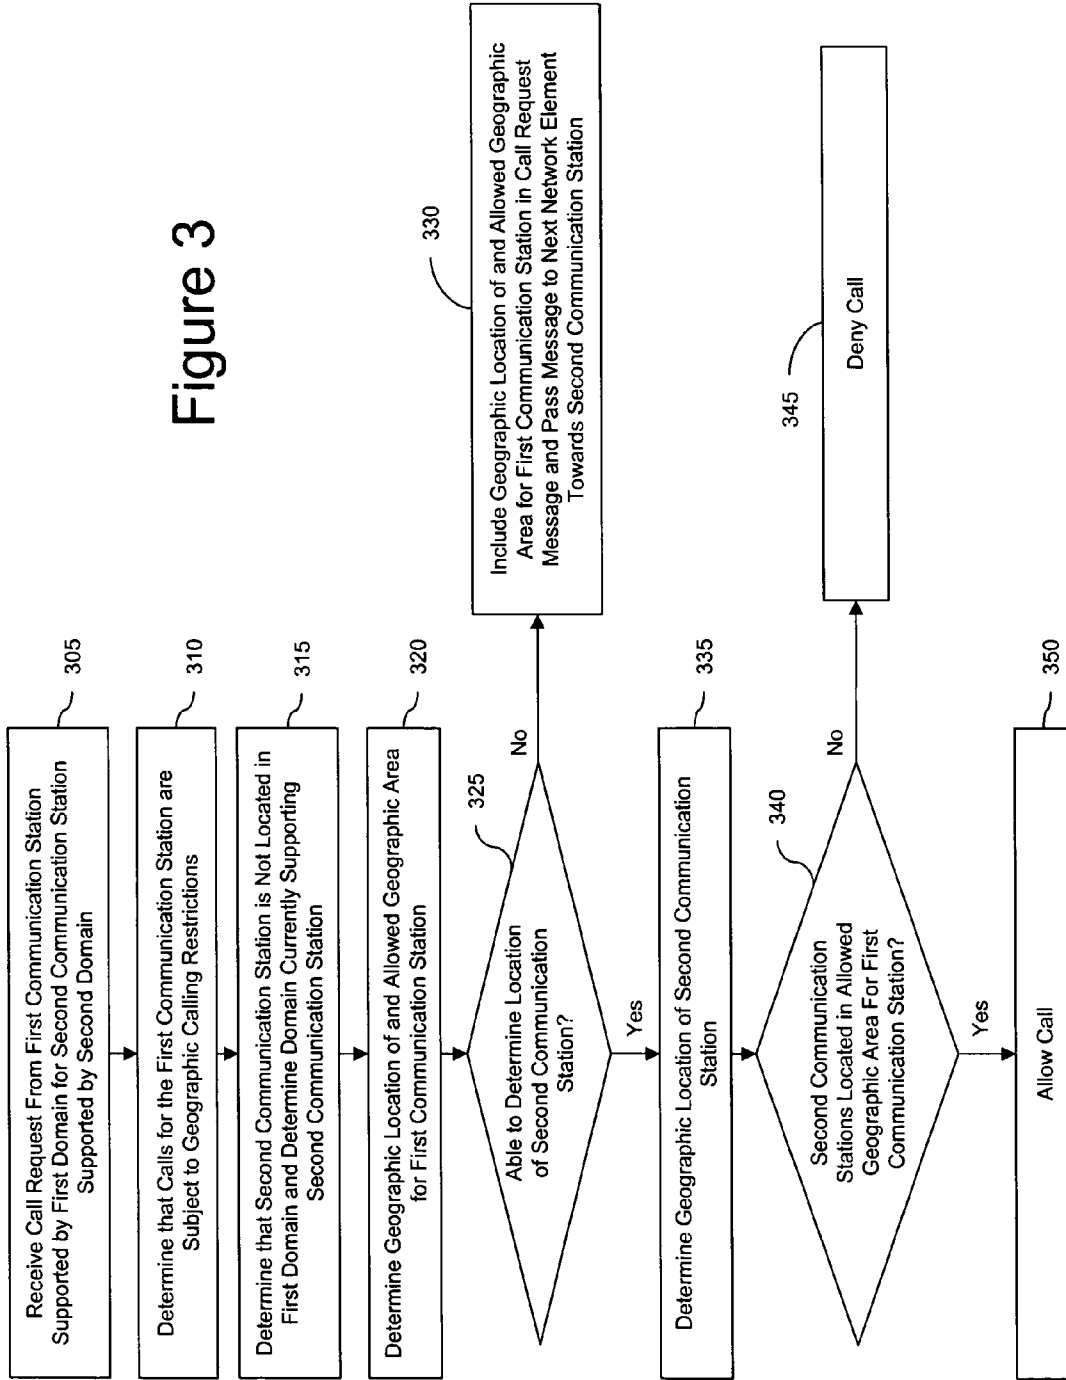 Receive Call Request From First Communication Station
Supported by First Domain for Second Communication Station
Supported by Second Domain
305
Determine that Calls for the First Communication Station are
Subject to Geographic Calling Restrictions
310
Determine that Second Communication Station is Not Located in
First Domain and Determine Domain Currently Supporting
Second Communication Station
315
Determine Geographic Location of and Allowed Geographic Area
for First Communication Station
320
Able to Determine Location
of Second Communication
Station?
325
No
Include Geographic Location of and Allowed Geographic
Area for First Communication Station in Call Request
Message and Pass Message to Next Network Element
Towards Second Communication Station
330
Yes
Determine Geographic Location of Second Communication
Station
335
Second Communication
Stations Located in Allowed
Geographic Area For First
Communication Station?
340
No
Deny Call
345
Yes
Allow Call
350
Figure 3